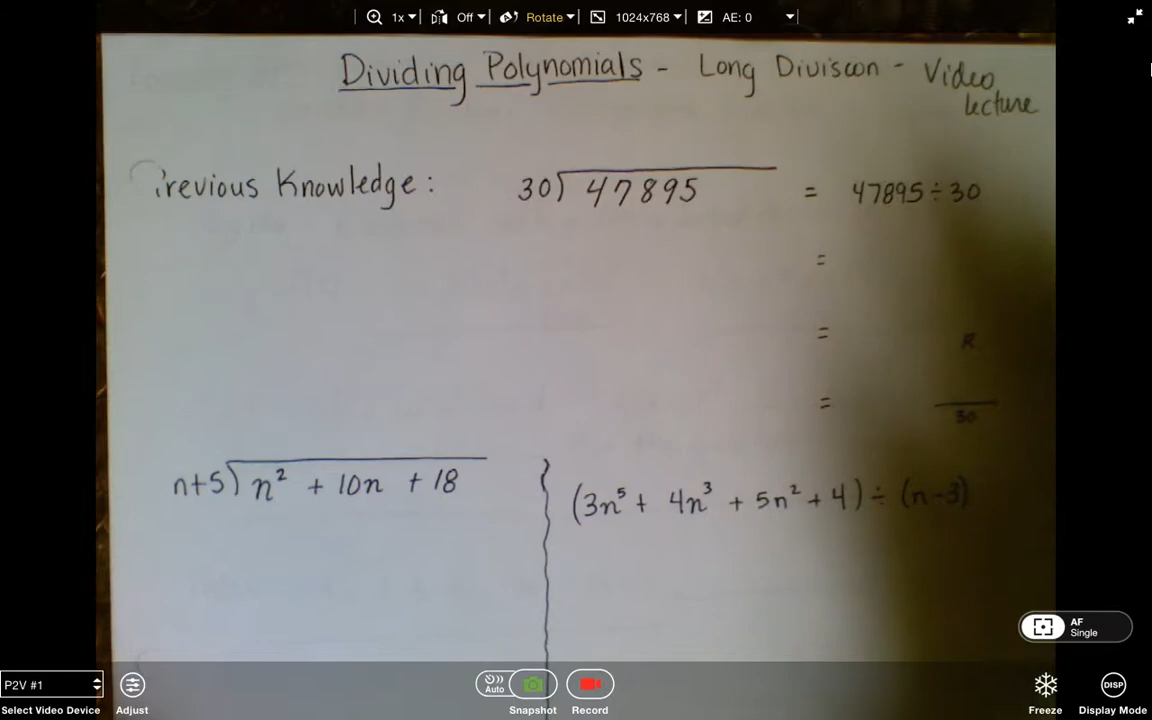 1x Off Rotate 1024x768 AE: 0
Dividing Polynomials - Long Division - Video
lecture
Previous Knowledge: 30) 47895 = 47895 ÷ 30
=
= R
= 30
n+5) n² + 10n + 18
(3n⁵ + 4n³ + 5n² + 4) ÷ (n-3)
AF
Single
P2V #1
Auto
Select Video Device Adjust Snapshot Record Freeze Display Mode
DISP